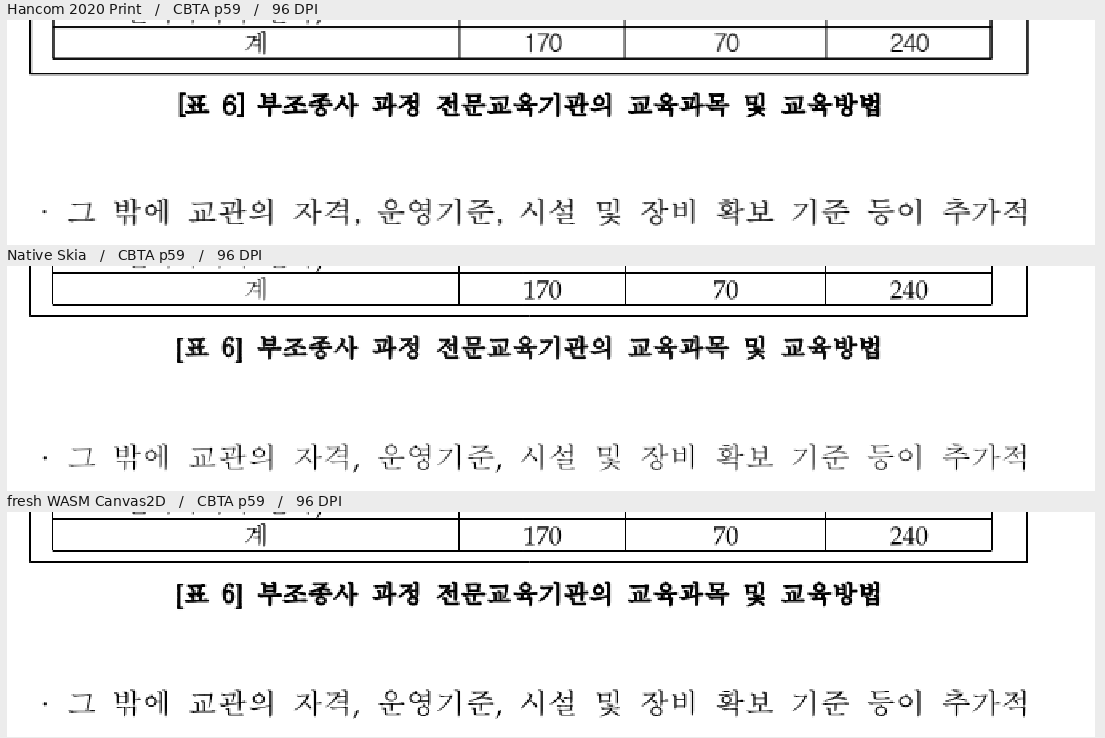 Hancom 2020 Print / CBTA p59 / 96 DPI
계 170 70 240
[표 6] 부조종사 과정 전문교육기관의 교육과목 및 교육방법
· 그 밖에 교관의 자격, 운영기준, 시설 및 장비 확보 기준 등이 추가적
Native Skia / CBTA p59 / 96 DPI
계 170 70 240
[표 6] 부조종사 과정 전문교육기관의 교육과목 및 교육방법
· 그 밖에 교관의 자격, 운영기준, 시설 및 장비 확보 기준 등이 추가적
fresh WASM Canvas2D / CBTA p59 / 96 DPI
계 170 70 240
[표 6] 부조종사 과정 전문교육기관의 교육과목 및 교육방법
· 그 밖에 교관의 자격, 운영기준, 시설 및 장비 확보 기준 등이 추가적